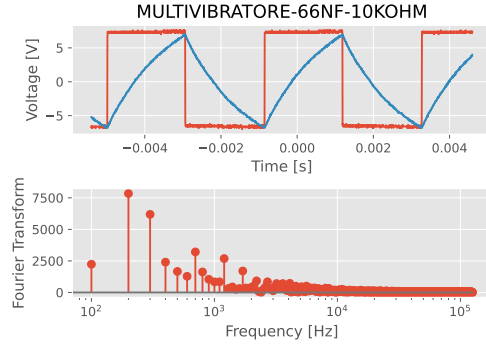 MULTIVIBRATORE-66NF-10KOHM
5
0
−5
Voltage [V]
−0.004 −0.002 0.000 0.002 0.004
Time [s]
7500
5000
2500
0
Fourier Transform
10² 10³ 10⁴ 10⁵
Frequency [Hz]